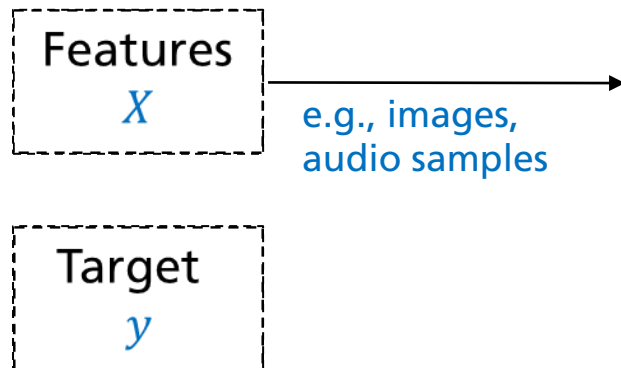 Features
X
e.g., images,
audio samples
Target
y